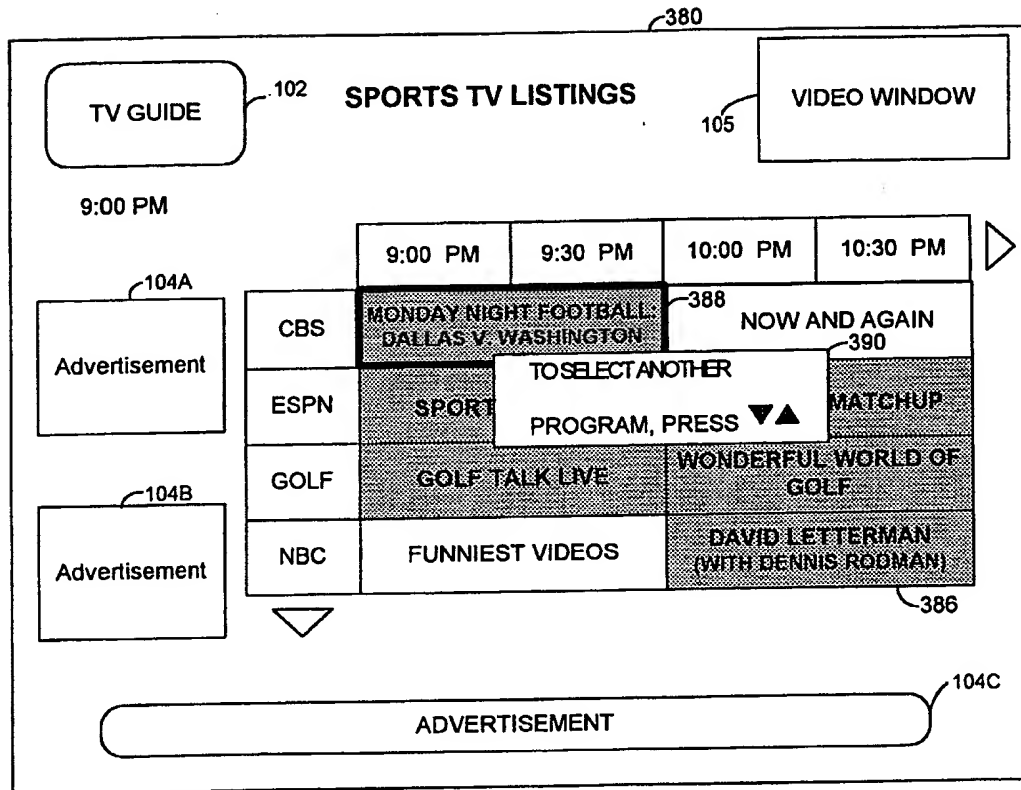 380
TV GUIDE
102
SPORTS TV LISTINGS
105
VIDEO WINDOW
9:00 PM
9:00 PM 9:30 PM 10:00 PM 10:30 PM
104A
Advertisement
CBS
MONDAY NIGHT FOOTBALL:
DALLAS V. WASHINGTON
388
NOW AND AGAIN
390
TO SELECT ANOTHER
PROGRAM, PRESS ▼▲
ESPN
SPORT
MATCHUP
GOLF
GOLF TALK LIVE
WONDERFUL WORLD OF
GOLF
104B
Advertisement
NBC
FUNNIEST VIDEOS
DAVID LETTERMAN
(WITH DENNIS RODMAN)
386
104C
ADVERTISEMENT